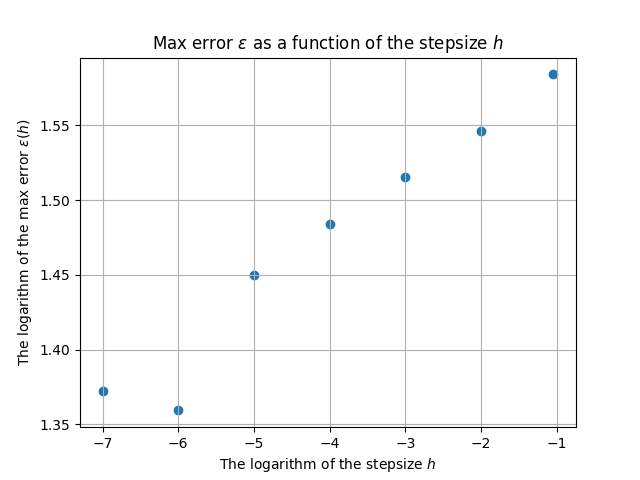 Max error ε as a function of the stepsize h
The logarithm of the max error ε(h)
1.55
1.50
1.45
1.40
1.35
−7 −6 −5 −4 −3 −2 −1
The logarithm of the stepsize h